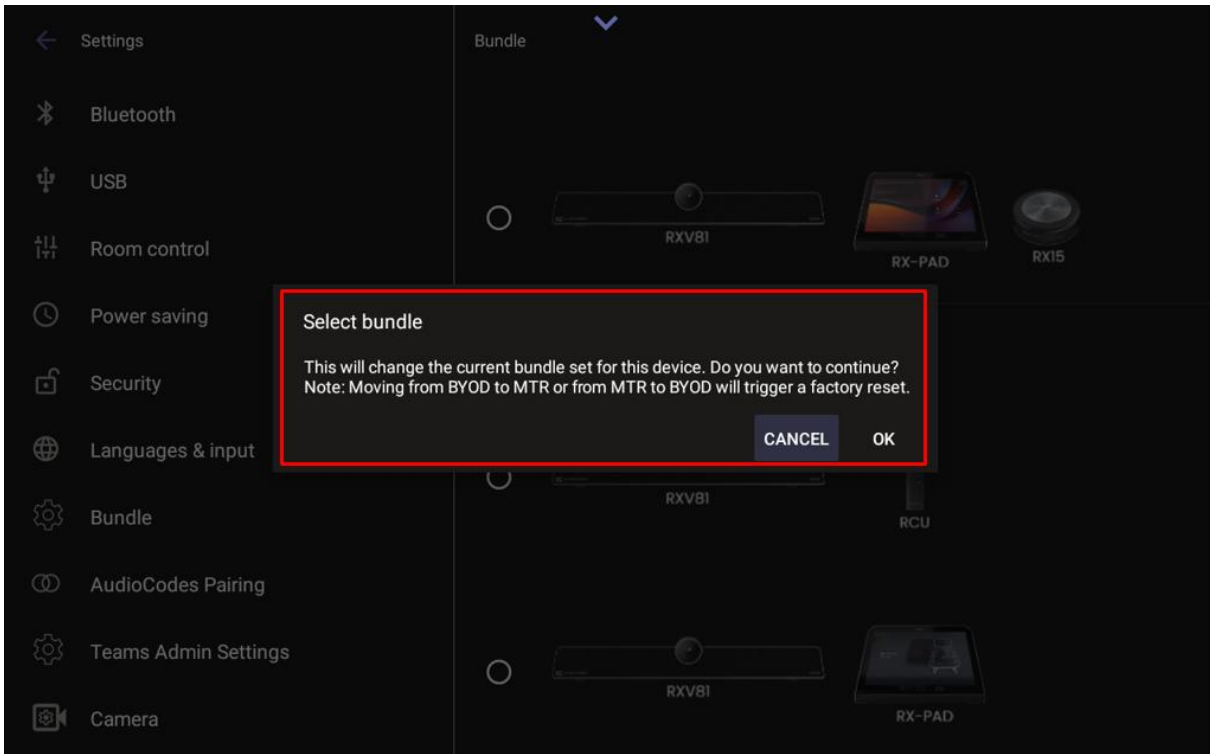 Settings
Bundle
Bluetooth
USB
Room control
Power saving
Security
Languages & input
Bundle
AudioCodes Pairing
Teams Admin Settings
Camera
RXV81
RX-PAD
RX15
Select bundle
This will change the current bundle set for this device. Do you want to continue?
Note: Moving from BYOD to MTR or from MTR to BYOD will trigger a factory reset.
CANCEL
OK
RXV81
RCU
RXV81
RX-PAD